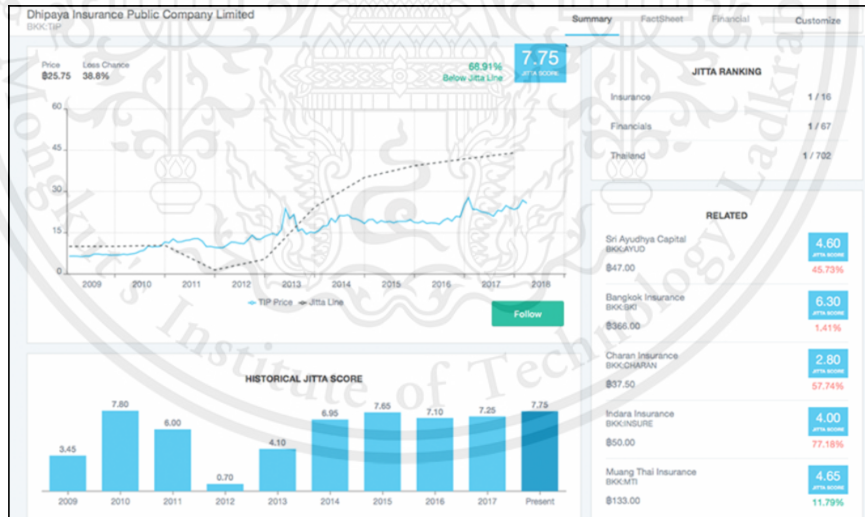 Dhipaya Insurance Public Company Limited
BKK:TIP
Summary FactSheet Financial Customize
Price Loss Chance
฿25.75 38.8%
66.91%
Below Jitta Line
7.75
JITTA SCORE
60
45
30
15
0
2009 2010 2011 2012 2013 2014 2015 2016 2017 2018
TIP Price Jitta Line
Follow
HISTORICAL JITTA SCORE
3.45 7.80 6.00 0.70 4.10 6.95 7.65 7.10 7.25 7.75
2009 2010 2011 2012 2013 2014 2015 2016 2017 Present
JITTA RANKING
Insurance 1 / 16
Financials 1 / 67
Thailand 1 / 702
RELATED
Sri Ayudhya Capital
BKK:AYUD
฿47.00
4.60
JITTA SCORE
45.73%
Bangkok Insurance
BKK:BKI
฿366.00
6.30
JITTA SCORE
1.41%
Charan Insurance
BKK:CHARAN
฿37.50
2.80
JITTA SCORE
57.74%
Indara Insurance
BKK:INSURE
฿50.00
4.00
JITTA SCORE
77.18%
Muang Thai Insurance
BKK:MTI
฿133.00
4.65
JITTA SCORE
11.79%
Mongkut's Institute of Technology Ladkra